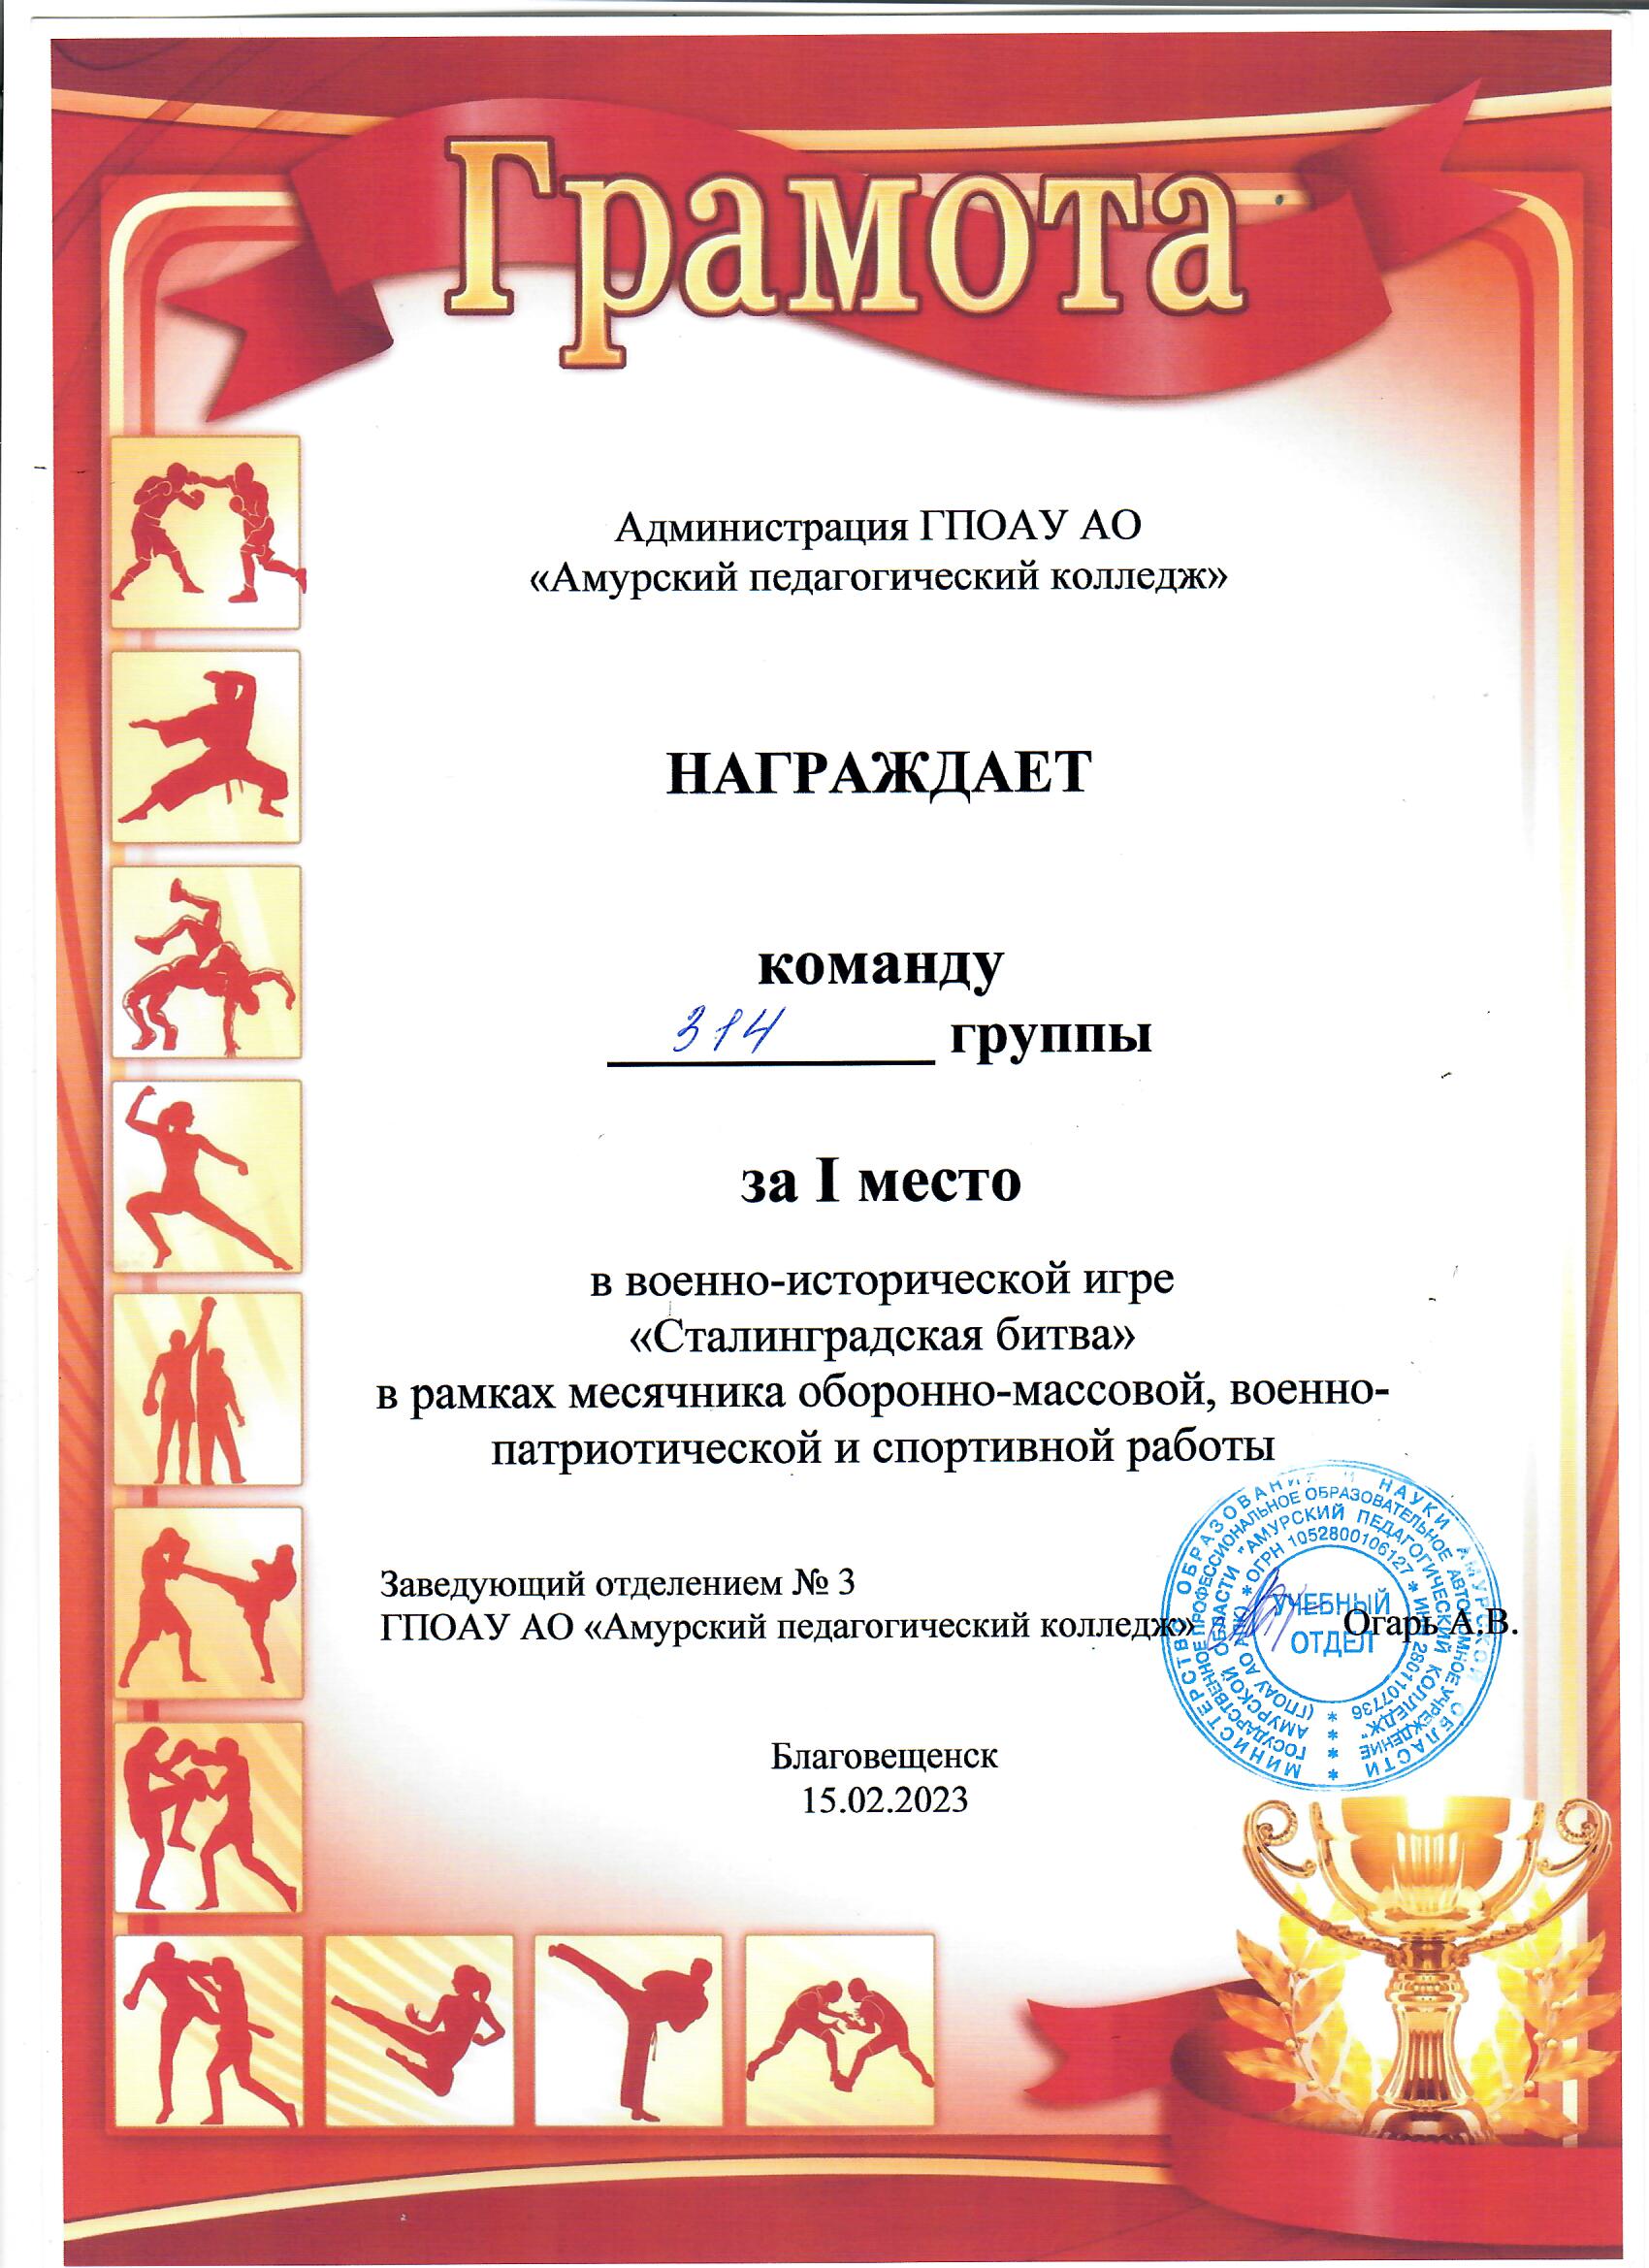 Грамота
Администрация ГПОАУ АО
«Амурский педагогический колледж»
НАГРАЖДАЕТ
команду
314 группы
за I место
в военно-исторической игре
«Сталинградская битва»
в рамках месячника оборонно-массовой, военно-
патриотической и спортивной работы
Заведующий отделением № 3
ГПОАУ АО «Амурский педагогический колледж» Огарь А.В.
МИНИСТЕРСТВО ОБРАЗОВАНИЯ И НАУКИ АМУРСКОЙ ОБЛАСТИ
ГОСУДАРСТВЕННОЕ ПРОФЕССИОНАЛЬНОЕ ОБРАЗОВАТЕЛЬНОЕ АВТОНОМНОЕ УЧРЕЖДЕНИЕ
АМУРСКОЙ ОБЛАСТИ "АМУРСКИЙ ПЕДАГОГИЧЕСКИЙ КОЛЛЕДЖ"
(ГПОАУ АО АПК) * ОГРН 1052800106127 * ИНН 2801107736 *
УЧЕБНЫЙ
ОТДЕЛ
Благовещенск
15.02.2023